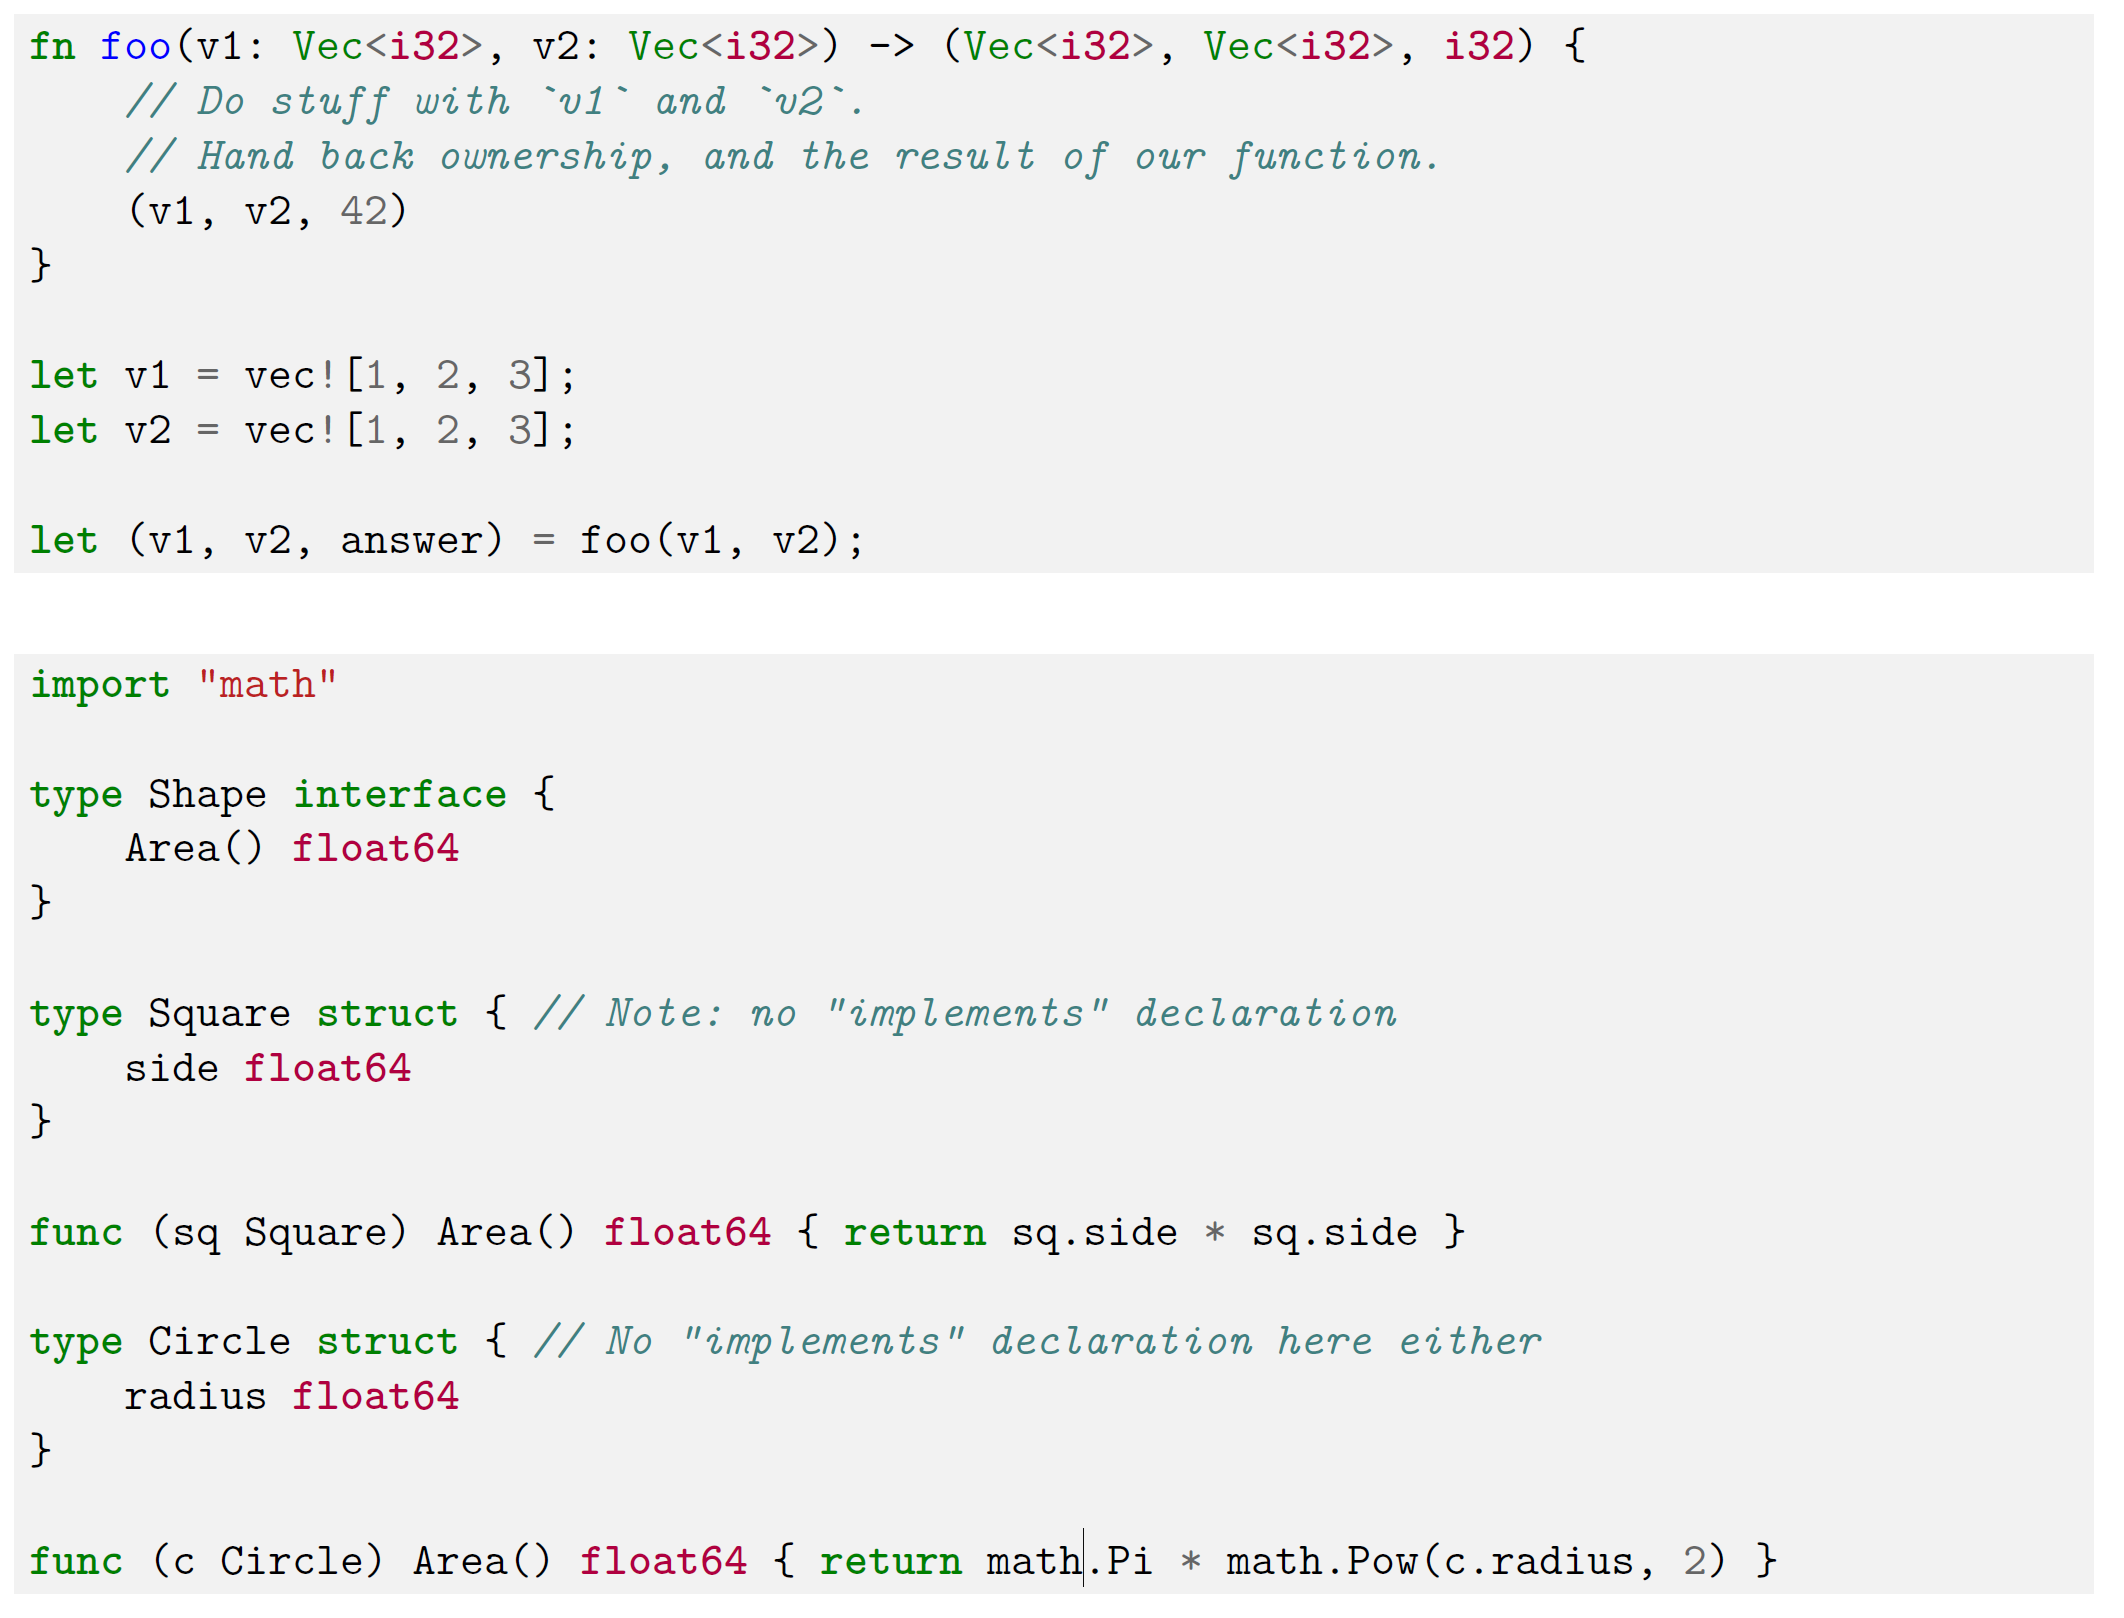 fn foo(v1: Vec<i32>, v2: Vec<i32>) -> (Vec<i32>, Vec<i32>, i32) {
    // Do stuff with `v1` and `v2`.
    // Hand back ownership, and the result of our function.
    (v1, v2, 42)
}

let v1 = vec![1, 2, 3];
let v2 = vec![1, 2, 3];

let (v1, v2, answer) = foo(v1, v2);

import "math"

type Shape interface {
    Area() float64
}

type Square struct { // Note: no "implements" declaration
    side float64
}

func (sq Square) Area() float64 { return sq.side * sq.side }

type Circle struct { // No "implements" declaration here either
    radius float64
}

func (c Circle) Area() float64 { return math.Pi * math.Pow(c.radius, 2) }